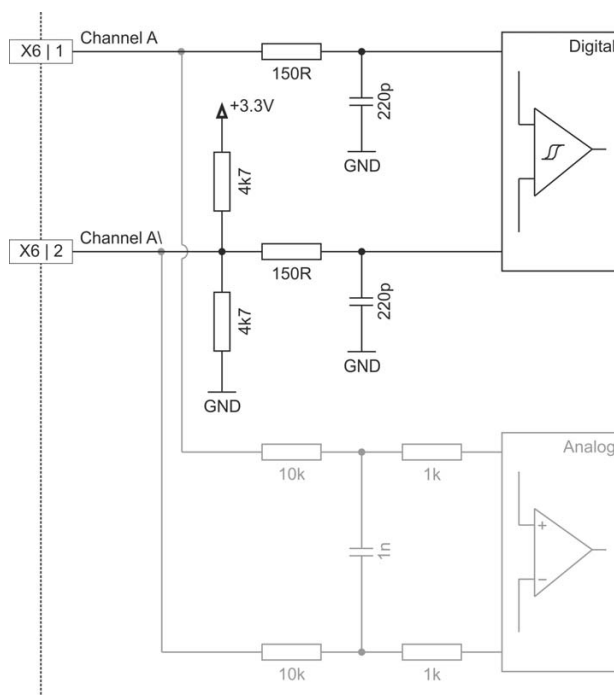 X6 | 1
Channel A
Digital
150R
220p
GND
+3.3V
4k7
X6 | 2
Channel A\
150R
220p
4k7
GND
GND
Analog
10k
1k
+
1n
−
10k
1k